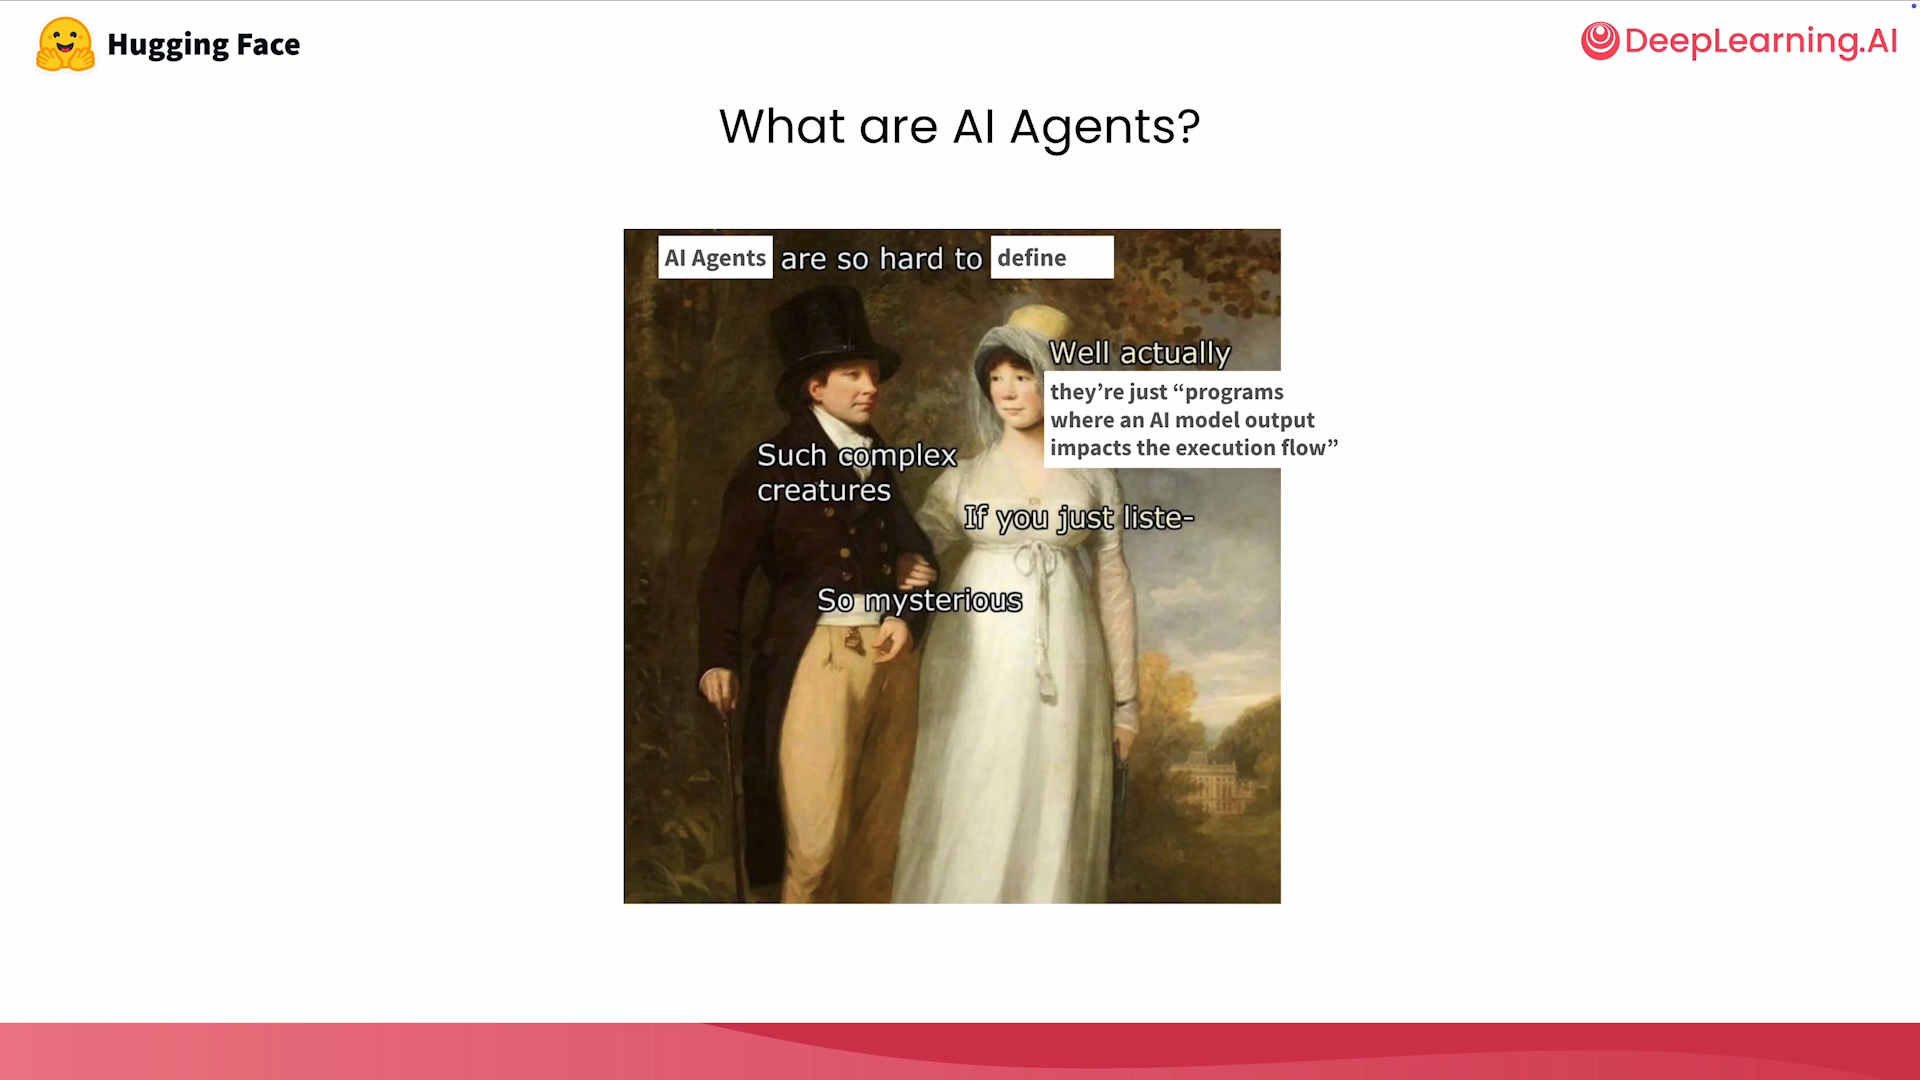 Hugging Face
DeepLearning.AI
What are AI Agents?
AI Agents are so hard to define
Well actually
they’re just “programs
where an AI model output
impacts the execution flow”
Such complex
creatures
If you just liste-
So mysterious